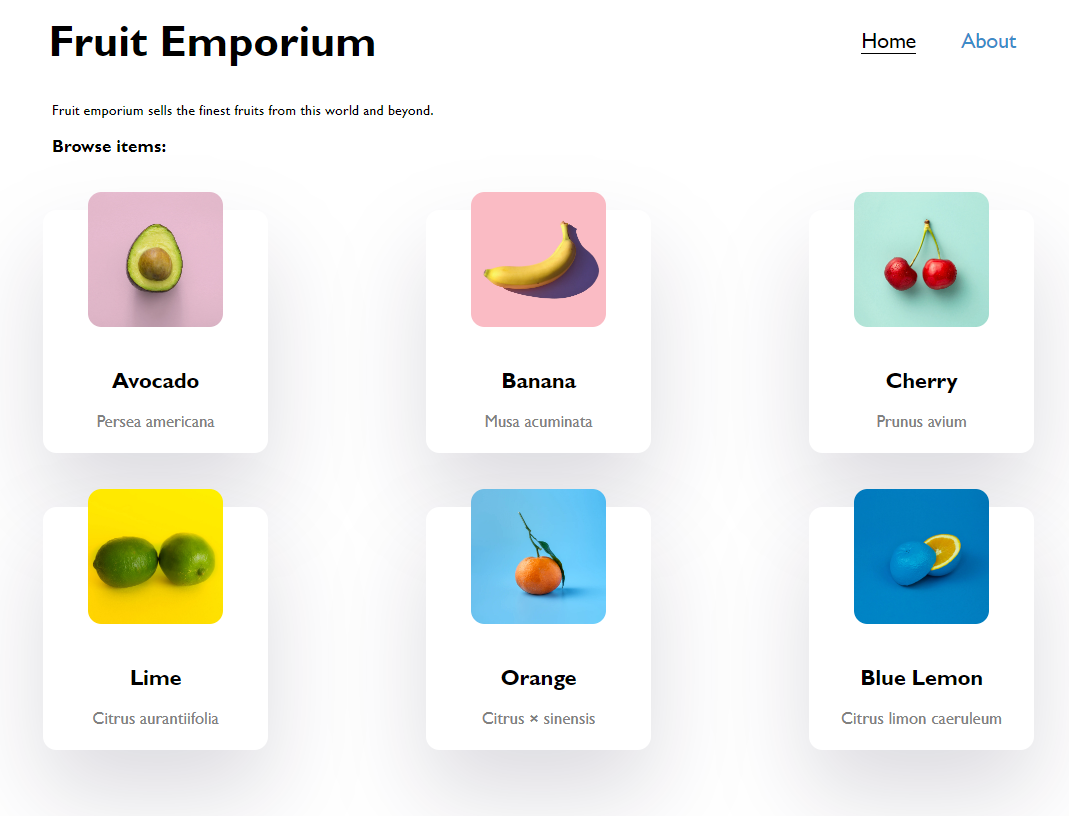 Fruit Emporium
Home About
Fruit emporium sells the finest fruits from this world and beyond.
Browse items:
Avocado
Persea americana
Banana
Musa acuminata
Cherry
Prunus avium
Lime
Citrus aurantiifolia
Orange
Citrus × sinensis
Blue Lemon
Citrus limon caeruleum